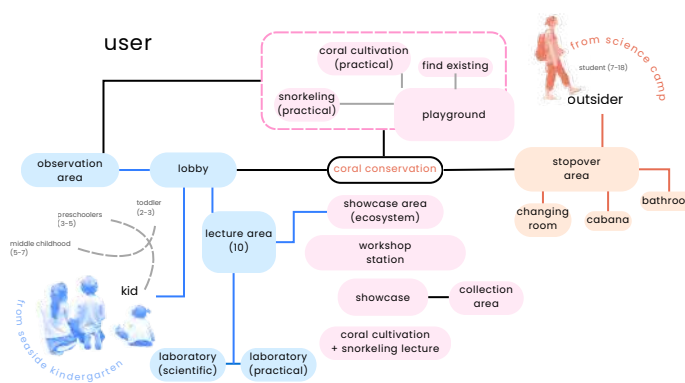 user
coral cultivation
(practical)
find existing
snorkeling
(practical)
playground
from science camp
student (7-18)
outsider
observation
area
lobby
coral conservation
stopover
area
changing
room
cabana
bathroo
toddler
(2-3)
preschoolers
(3-5)
middle childhood
(5-7)
kid
from seaside kindergarten
lecture area
(10)
showcase area
(ecosystem)
workshop
station
showcase
collection
area
coral cultivation
+ snorkeling lecture
laboratory
(scientific)
laboratory
(practical)